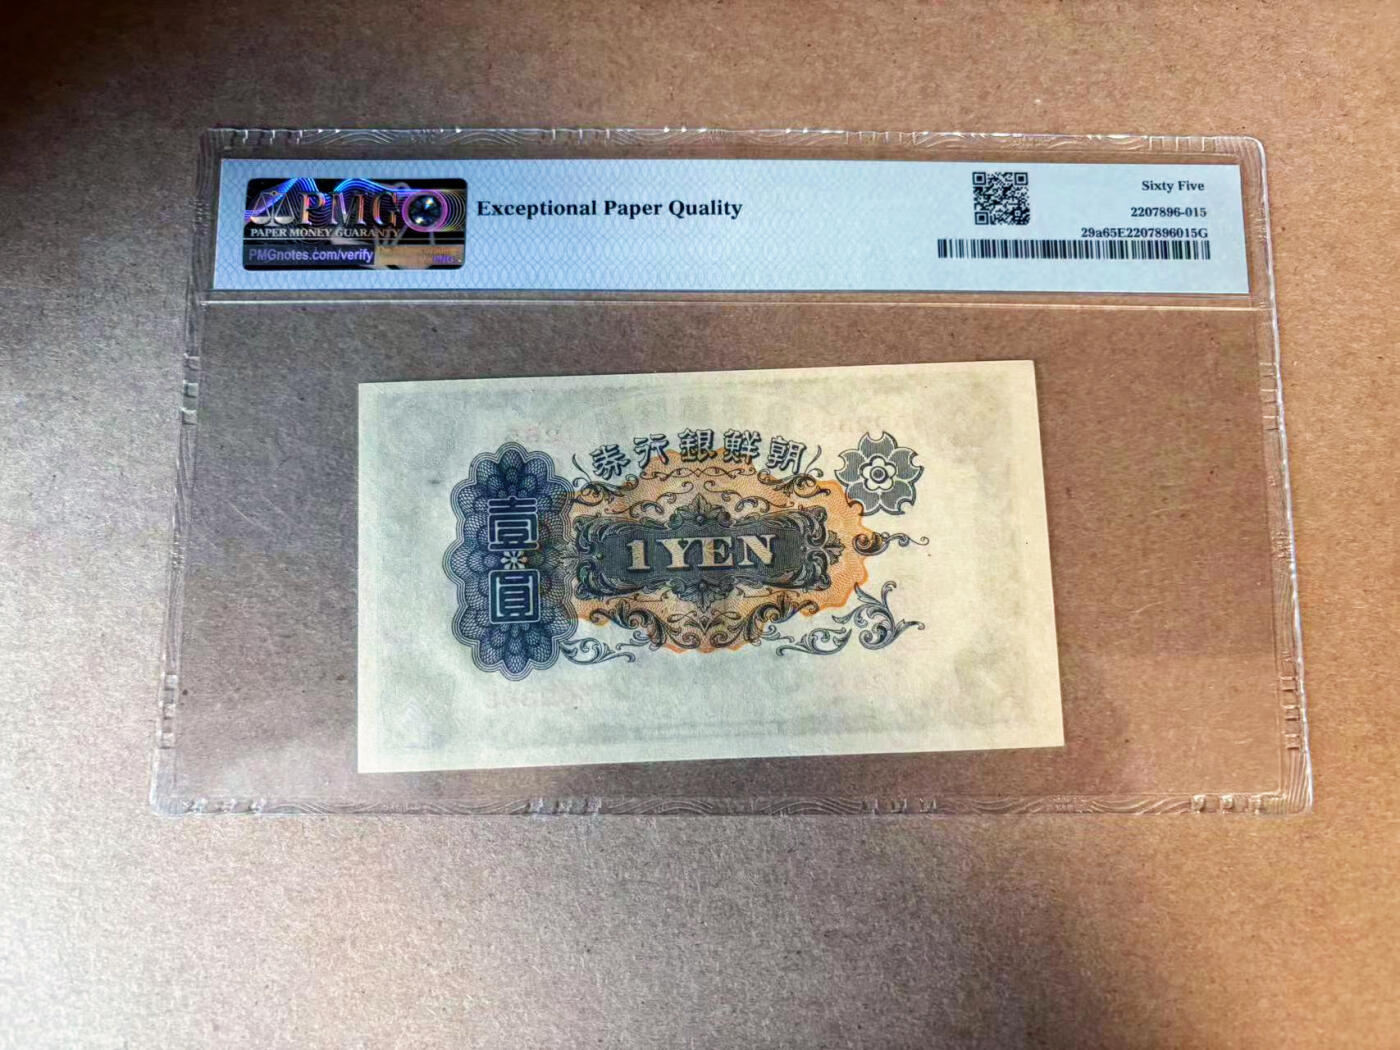 PMG
PAPER MONEY GUARANTY
PMGnotes.com/verify
Exceptional Paper Quality
Sixty Five
2207896-015
29a65E2207896015G
券行銀鮮朝
壹
圓
1 YEN